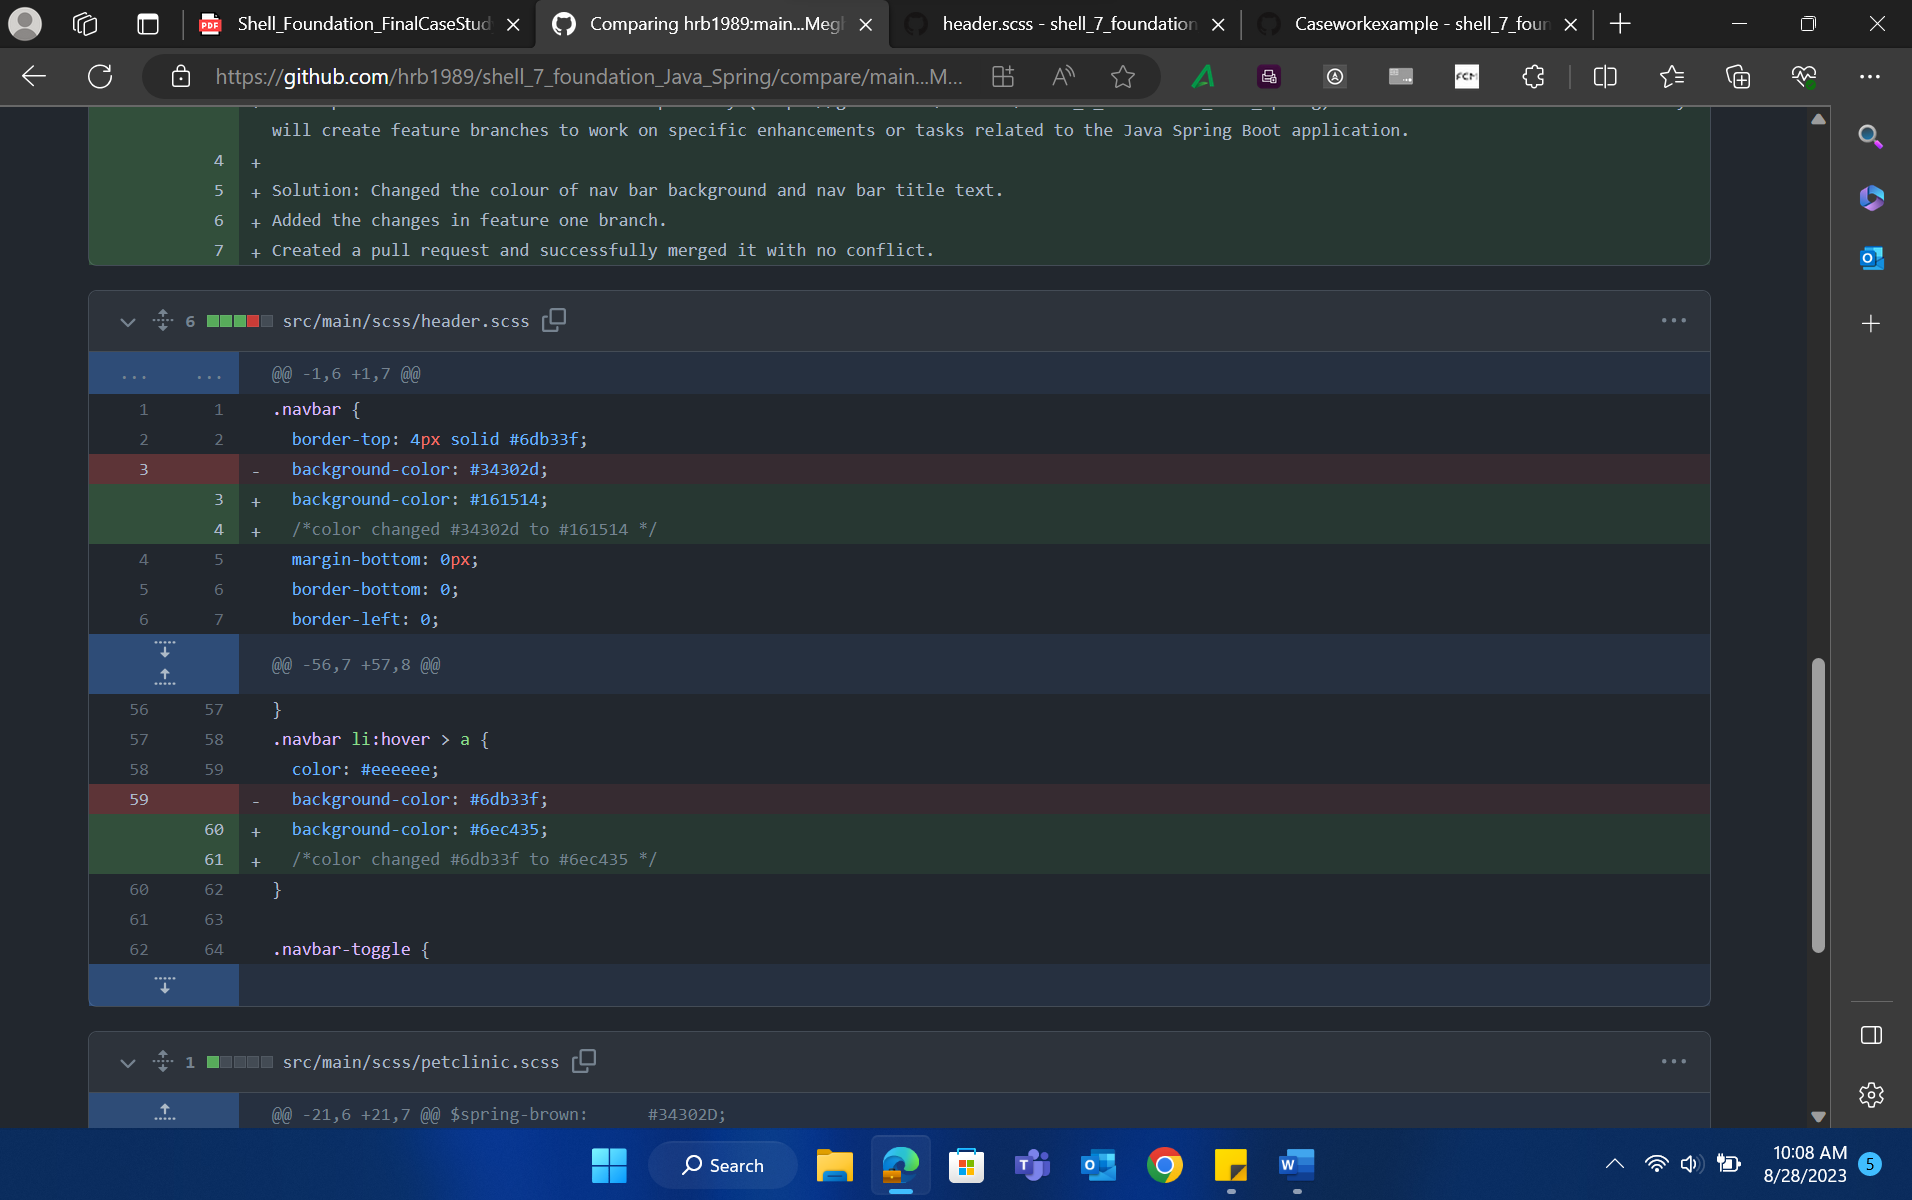 Shell_Foundation_FinalCaseStud
Comparing hrb1989:main...Megh
header.scss - shell_7_foundation
Caseworkexample - shell_7_foun
https://github.com/hrb1989/shell_7_foundation_Java_Spring/compare/main...M...
will create feature branches to work on specific enhancements or tasks related to the Java Spring Boot application.
4 +
5 + Solution: Changed the colour of nav bar background and nav bar title text.
6 + Added the changes in feature one branch.
7 + Created a pull request and successfully merged it with no conflict.
6 src/main/scss/header.scss
... ... @@ -1,6 +1,7 @@
1 1 .navbar {
2 2 border-top: 4px solid #6db33f;
3 - background-color: #34302d;
3 + background-color: #161514;
4 + /*color changed #34302d to #161514 */
4 5 margin-bottom: 0px;
5 6 border-bottom: 0;
6 7 border-left: 0;
@@ -56,7 +57,8 @@
56 57 }
57 58 .navbar li:hover > a {
58 59 color: #eeeeee;
59 - background-color: #6db33f;
60 + background-color: #6ec435;
61 + /*color changed #6db33f to #6ec435 */
60 62 }
61 63
62 64 .navbar-toggle {
1 src/main/scss/petclinic.scss
@@ -21,6 +21,7 @@ $spring-brown: #34302D;
Search
10:08 AM
8/28/2023
5